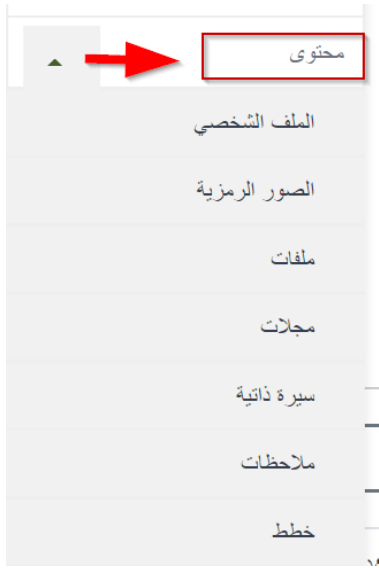 محتوى
الملف الشخصي
الصور الرمزية
ملفات
مجلات
سيرة ذاتية
ملاحظات
خطط